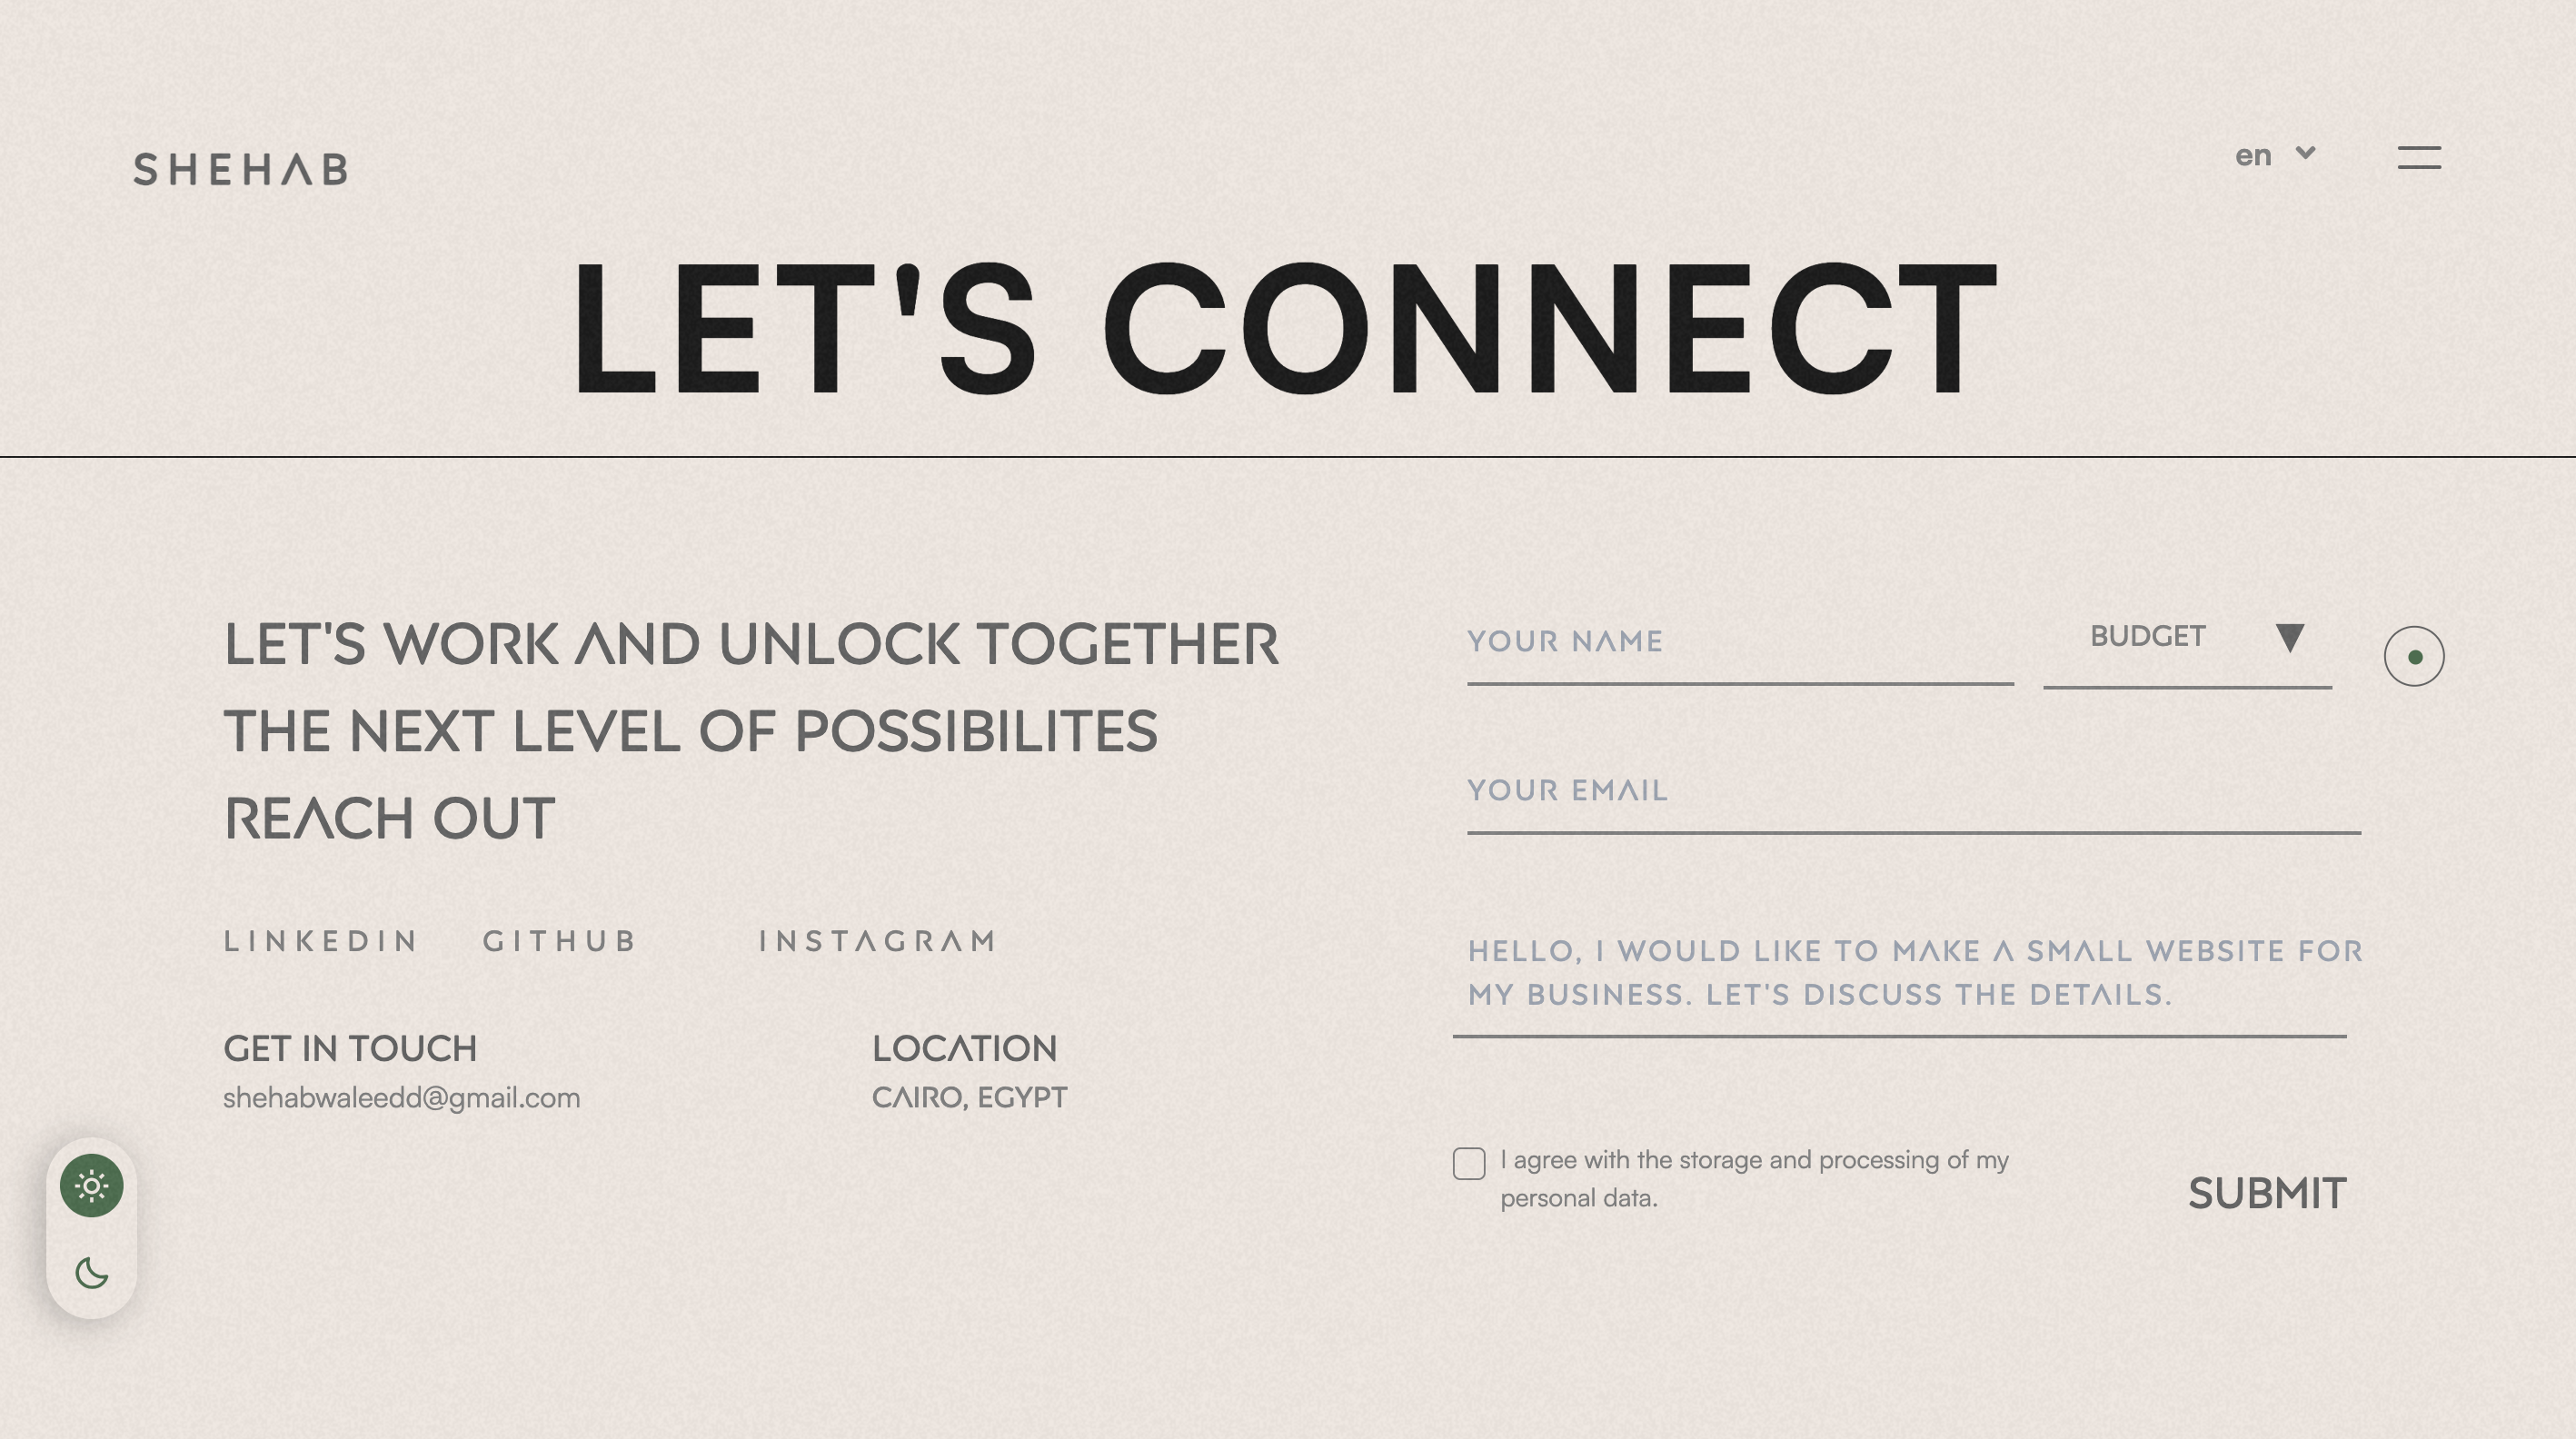 SHEHAB
en
LET'S CONNECT
LET'S WORK AND UNLOCK TOGETHER
THE NEXT LEVEL OF POSSIBILITES
REACH OUT
LINKEDIN GITHUB INSTAGRAM
GET IN TOUCH
shehabwaleedd@gmail.com
LOCATION
CAIRO, EGYPT
YOUR NAME
BUDGET
YOUR EMAIL
HELLO, I WOULD LIKE TO MAKE A SMALL WEBSITE FOR
MY BUSINESS. LET'S DISCUSS THE DETAILS.
I agree with the storage and processing of my
personal data.
SUBMIT